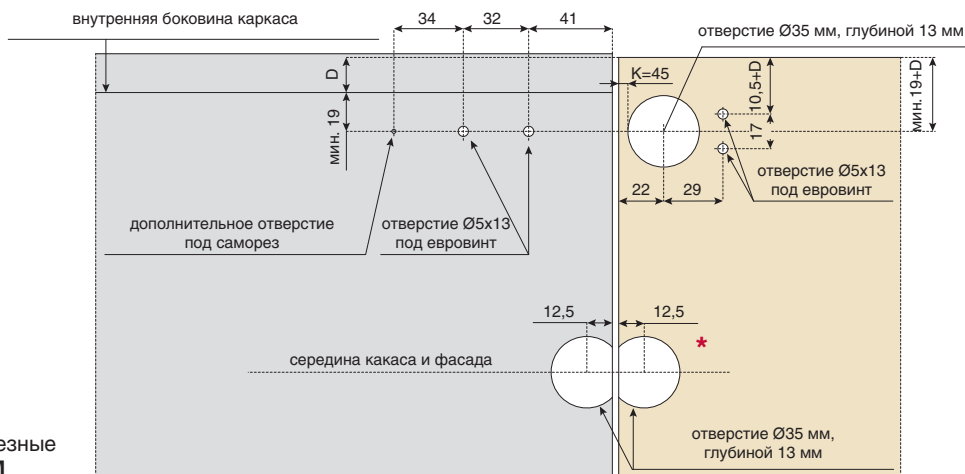 внутренняя боковина каркаса
34
32
41
отверстие Ø35 мм, глубиной 13 мм
D
K=45
10,5+D
мин.19+D
мин. 19
17
22
29
отверстие Ø5x13
под евровинт
дополнительное отверстие
под саморез
отверстие Ø5x13
под евровинт
12,5
12,5
*
середина какаса и фасада
отверстие Ø35 мм,
глубиной 13 мм
езные